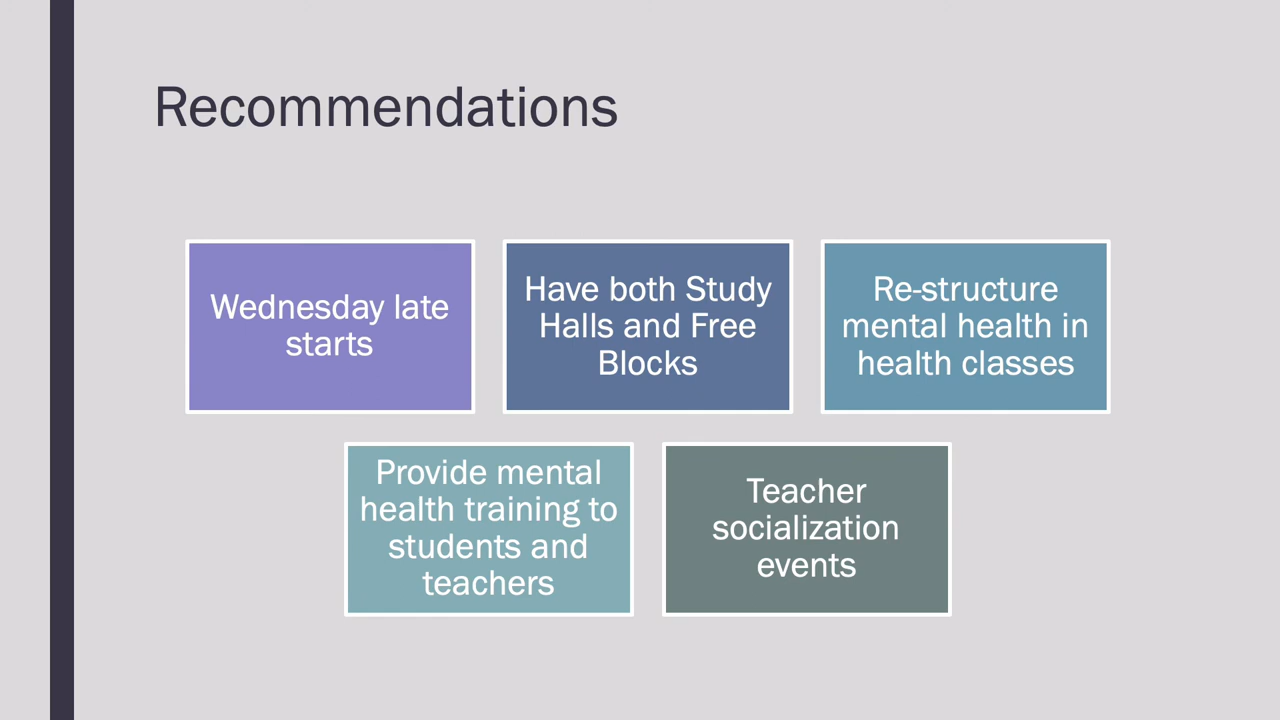 Recommendations
Wednesday late
starts
Have both Study
Halls and Free
Blocks
Re-structure
mental health in
health classes
Provide mental
health training to
students and
teachers
Teacher
socialization
events